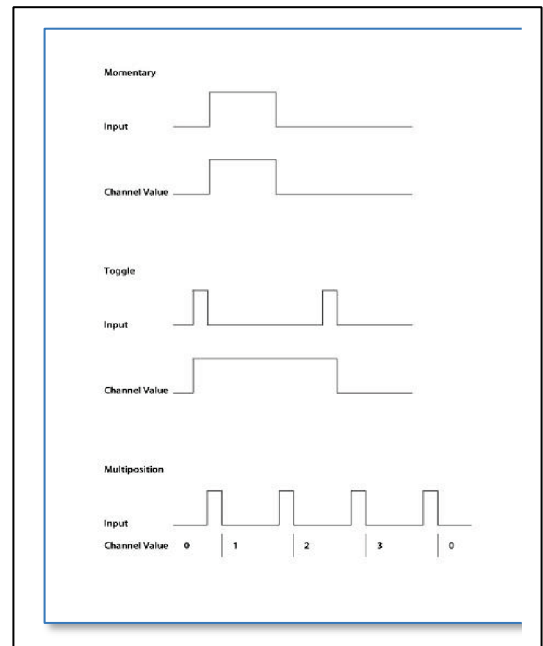 Momentary
Input
Channel Value
Toggle
Input
Channel Value
Multiposition
Input
Channel Value 0 1 2 3 0